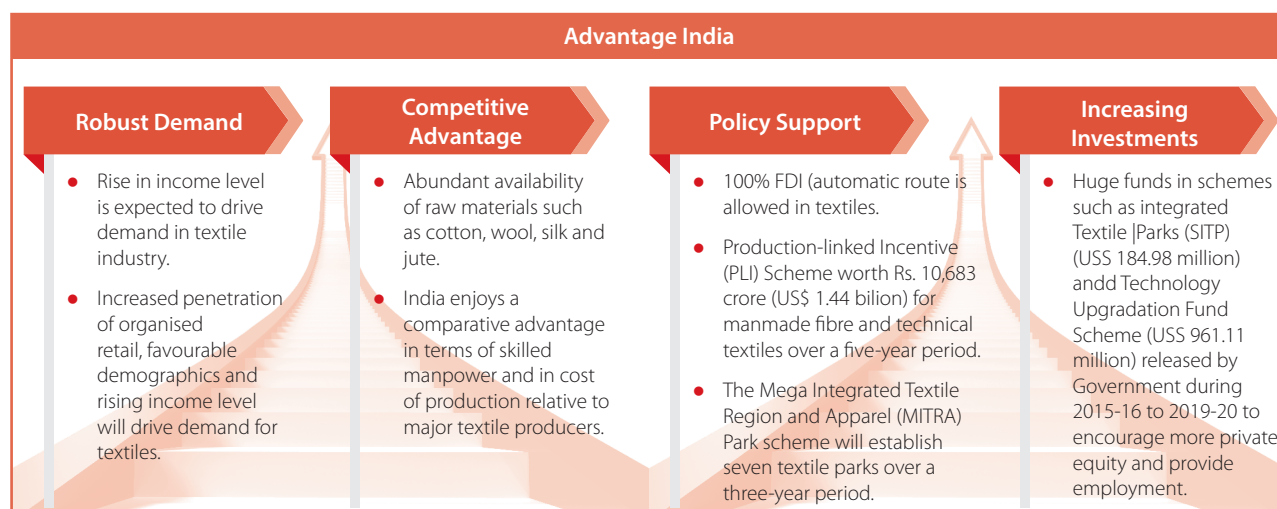 Advantage India
Robust Demand
Rise in income level
is expected to drive
demand in textile
industry.
Increased penetration
of organised
retail, favourable
demographics and
rising income level
will drive demand for
textiles.
Competitive
Advantage
Abundant availability
of raw materials such
as cotton, wool, silk and
jute.
India enjoys a
comparative advantage
in terms of skilled
manpower and in cost
of production relative to
major textile producers.
Policy Support
100% FDI (automatic route is
allowed in textiles.
Production-linked Incentive
(PLI) Scheme worth Rs. 10,683
crore (US$ 1.44 bilion) for
manmade fibre and technical
textiles over a five-year period.
The Mega Integrated Textile
Region and Apparel (MITRA)
Park scheme will establish
seven textile parks over a
three-year period.
Increasing
Investments
Huge funds in schemes
such as integrated
Textile |Parks (SITP)
(USS 184.98 million)
andd Technology
Upgradation Fund
Scheme (USS 961.11
million) released by
Government during
2015-16 to 2019-20 to
encourage more private
equity and provide
employment.